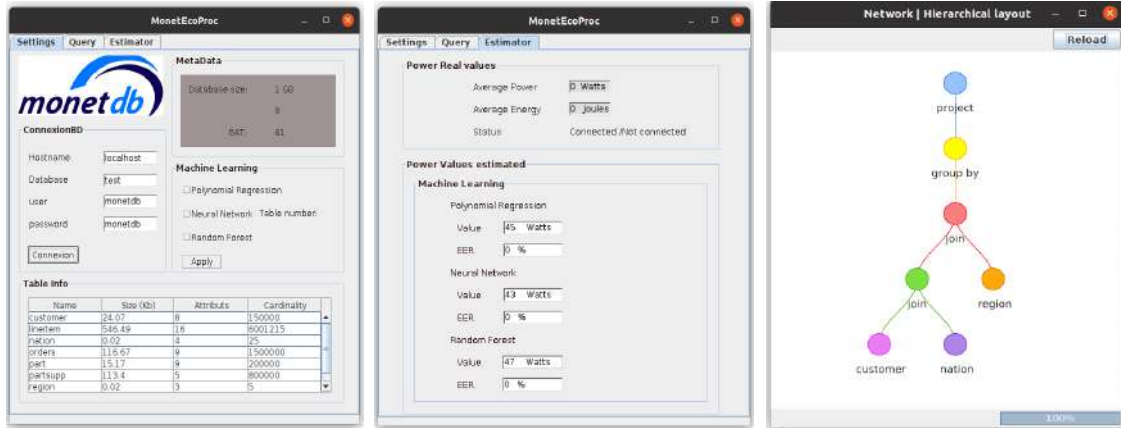 MonetEcoProc
Settings Query Estimator
monetdb
MetaData
Database size: 1 GB
8
SAT: 61
ConnexionBD
Hostname localhost
Database test
user monetdb
password monetdb
Connexion
Machine Learning
Polynomial Regression
Neural Network Table number:
Random Forest
Apply
Table Info
Name Size (Kb) Attributs Cardinality
customer 24.07 8 150000
lineitem 546.49 16 6001215
nation 0.02 4 25
orders 116.67 9 1500000
part 15.17 9 200000
partsupp 113.4 5 800000
region 0.02 3 5
MonetEcoProc
Settings Query Estimator
Power Real values
Average Power 0 Watts
Average Energy 0 Joules
Status Connected /Not connected
Power Values estimated
Machine Learning
Polynomial Regression
Value 45 Watts
EER 0 %
Neural Network
Value 43 Watts
EER 0 %
Random Forest
Value 47 Watts
EER 0 %
Network | Hierarchical layout
Reload
project
group by
join
join region
customer nation
100%